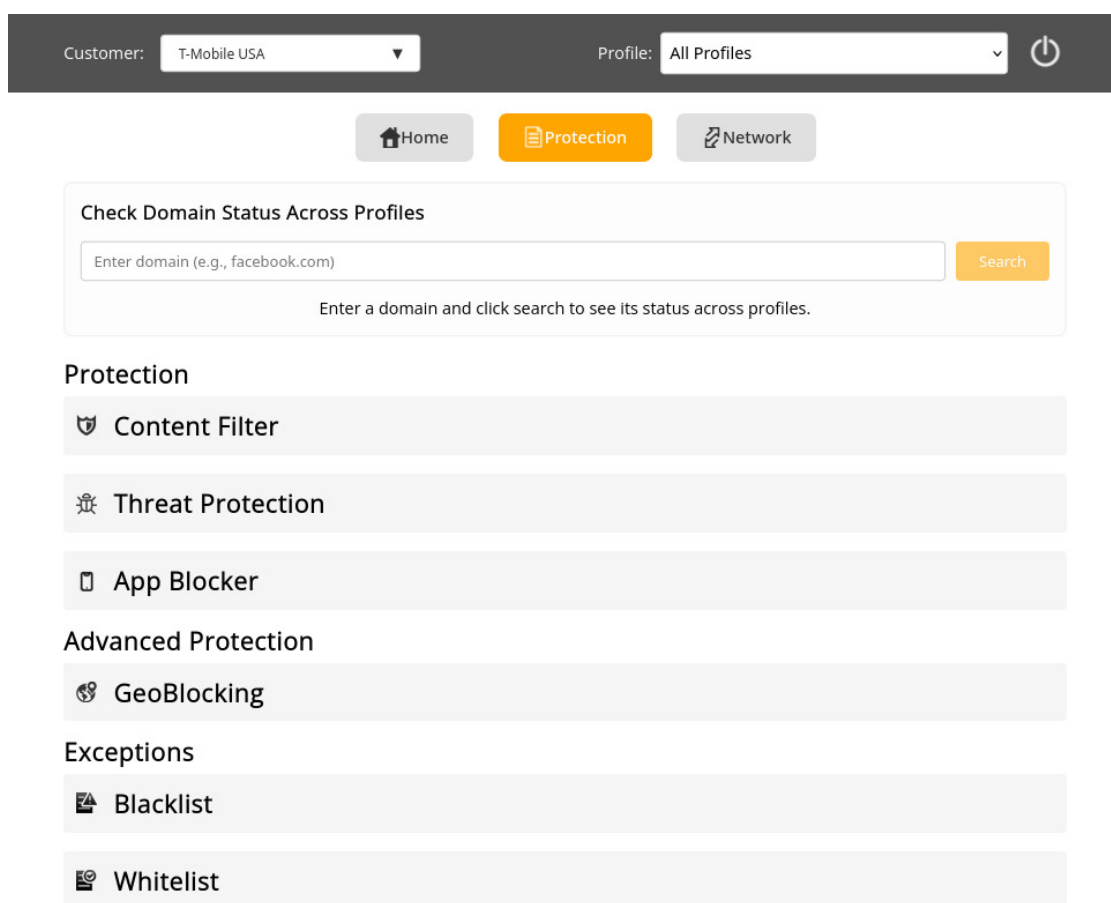 Customer: T-Mobile USA ▼ Profile: All Profiles
Home Protection Network
Check Domain Status Across Profiles
Enter domain (e.g., facebook.com) Search
Enter a domain and click search to see its status across profiles.
Protection
Content Filter
Threat Protection
App Blocker
Advanced Protection
GeoBlocking
Exceptions
Blacklist
Whitelist